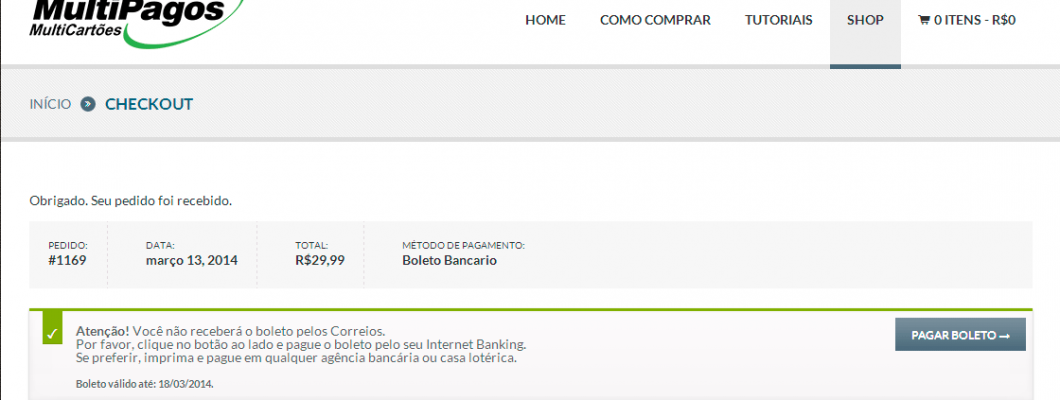 MultiPagos
MultiCartões
HOME COMO COMPRAR TUTORIAIS SHOP 0 ITENS - R$0
INÍCIO » CHECKOUT
Obrigado. Seu pedido foi recebido.
PEDIDO: DATA: TOTAL: MÉTODO DE PAGAMENTO:
#1169 março 13, 2014 R$29,99 Boleto Bancario
Atenção! Você não receberá o boleto pelos Correios.
Por favor, clique no botão ao lado e pague o boleto pelo seu Internet Banking.
Se preferir, imprima e pague em qualquer agência bancária ou casa lotérica.
Boleto válido até: 18/03/2014.
PAGAR BOLETO →